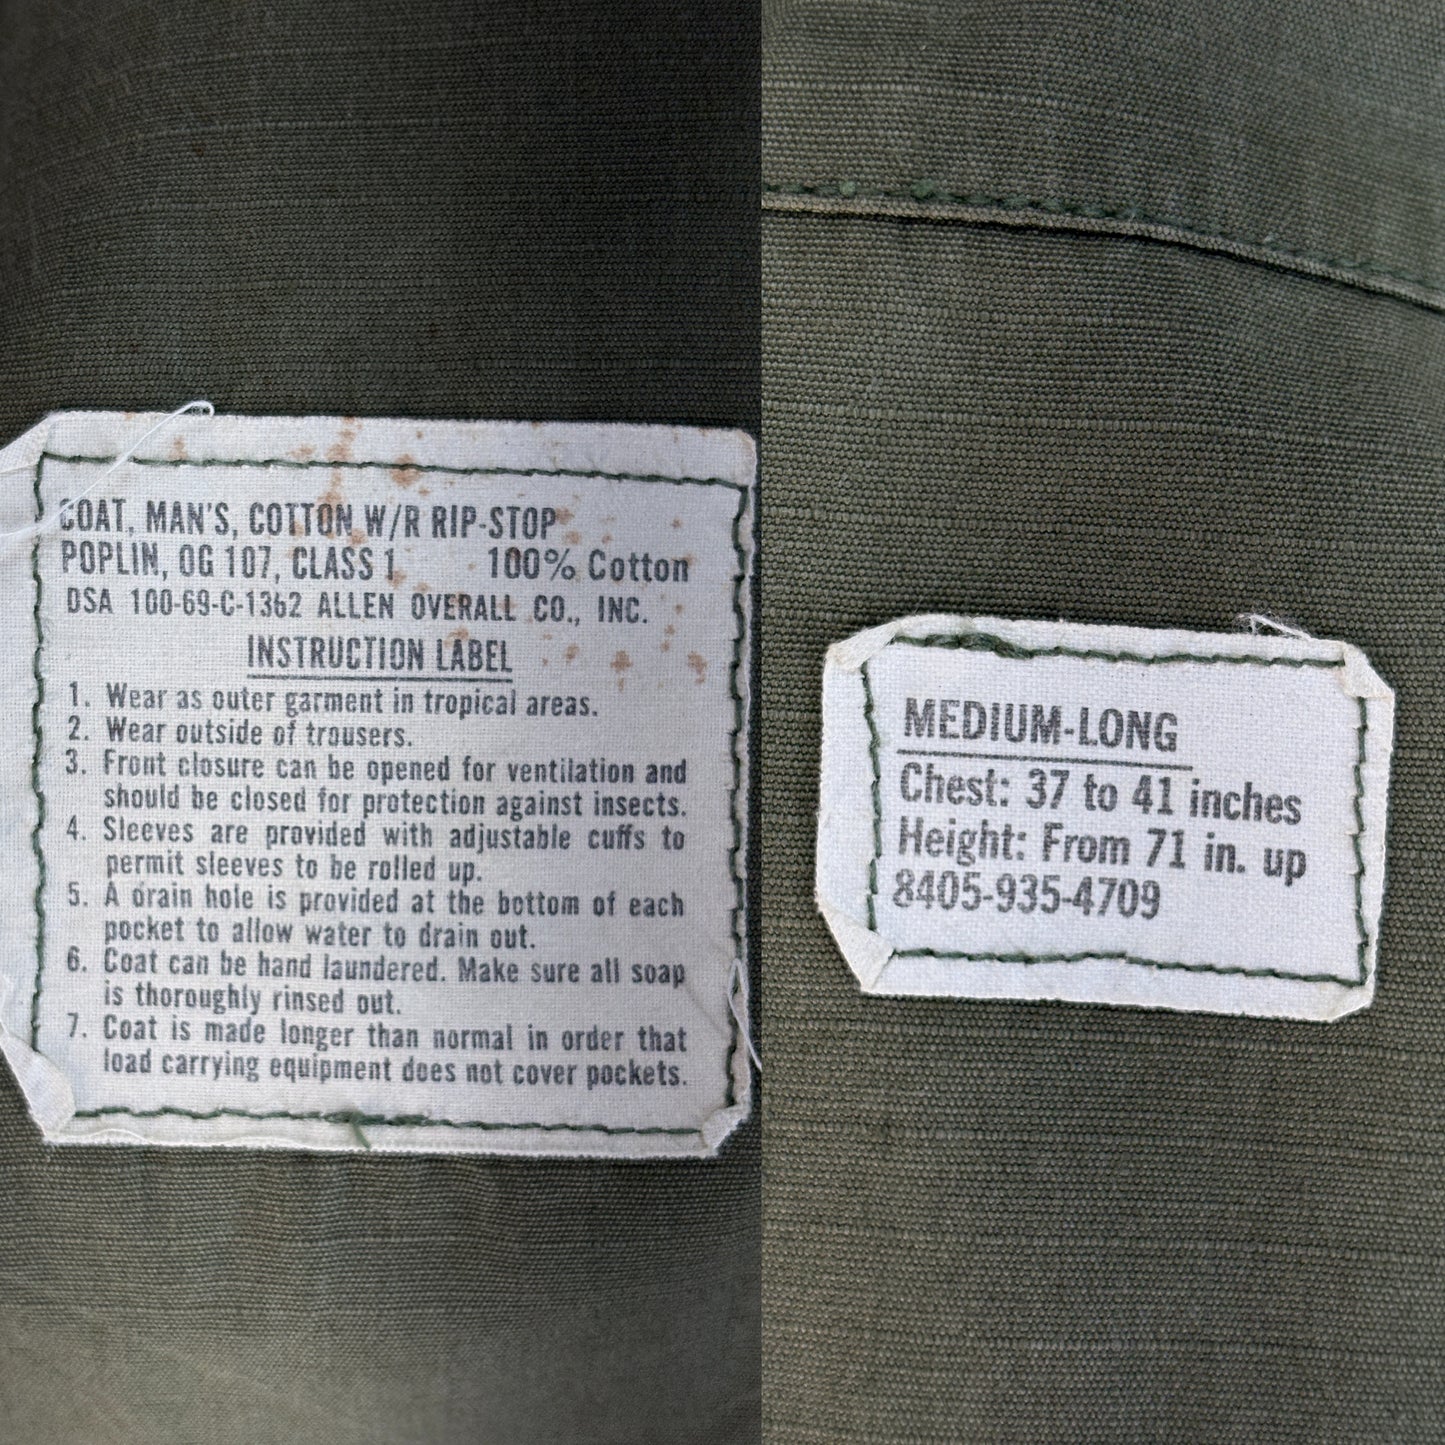 COAT, MAN'S, COTTON W/R RIP-STOP
POPLIN, OG 107, CLASS 1 100% Cotton
DSA 100-69-C-1362 ALLEN OVERALL CO., INC.
INSTRUCTION LABEL
1. Wear as outer garment in tropical areas.
2. Wear outside of trousers.
3. Front closure can be opened for ventilation and
should be closed for protection against insects.
4. Sleeves are provided with adjustable cuffs to
permit sleeves to be rolled up.
5. A drain hole is provided at the bottom of each
pocket to allow water to drain out.
6. Coat can be hand laundered. Make sure all soap
is thoroughly rinsed out.
7. Coat is made longer than normal in order that
load carrying equipment does not cover pockets.
MEDIUM-LONG
Chest: 37 to 41 inches
Height: From 71 in. up
8405-935-4709